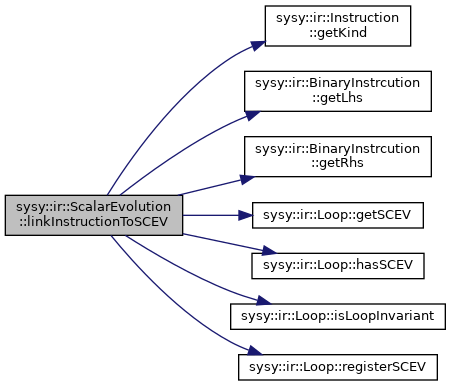 sysy::ir::Instruction
::getKind
sysy::ir::BinaryInstrcution
::getLhs
sysy::ir::BinaryInstrcution
::getRhs
sysy::ir::ScalarEvolution
::linkInstructionToSCEV
sysy::ir::Loop::getSCEV
sysy::ir::Loop::hasSCEV
sysy::ir::Loop::isLoopInvariant
sysy::ir::Loop::registerSCEV